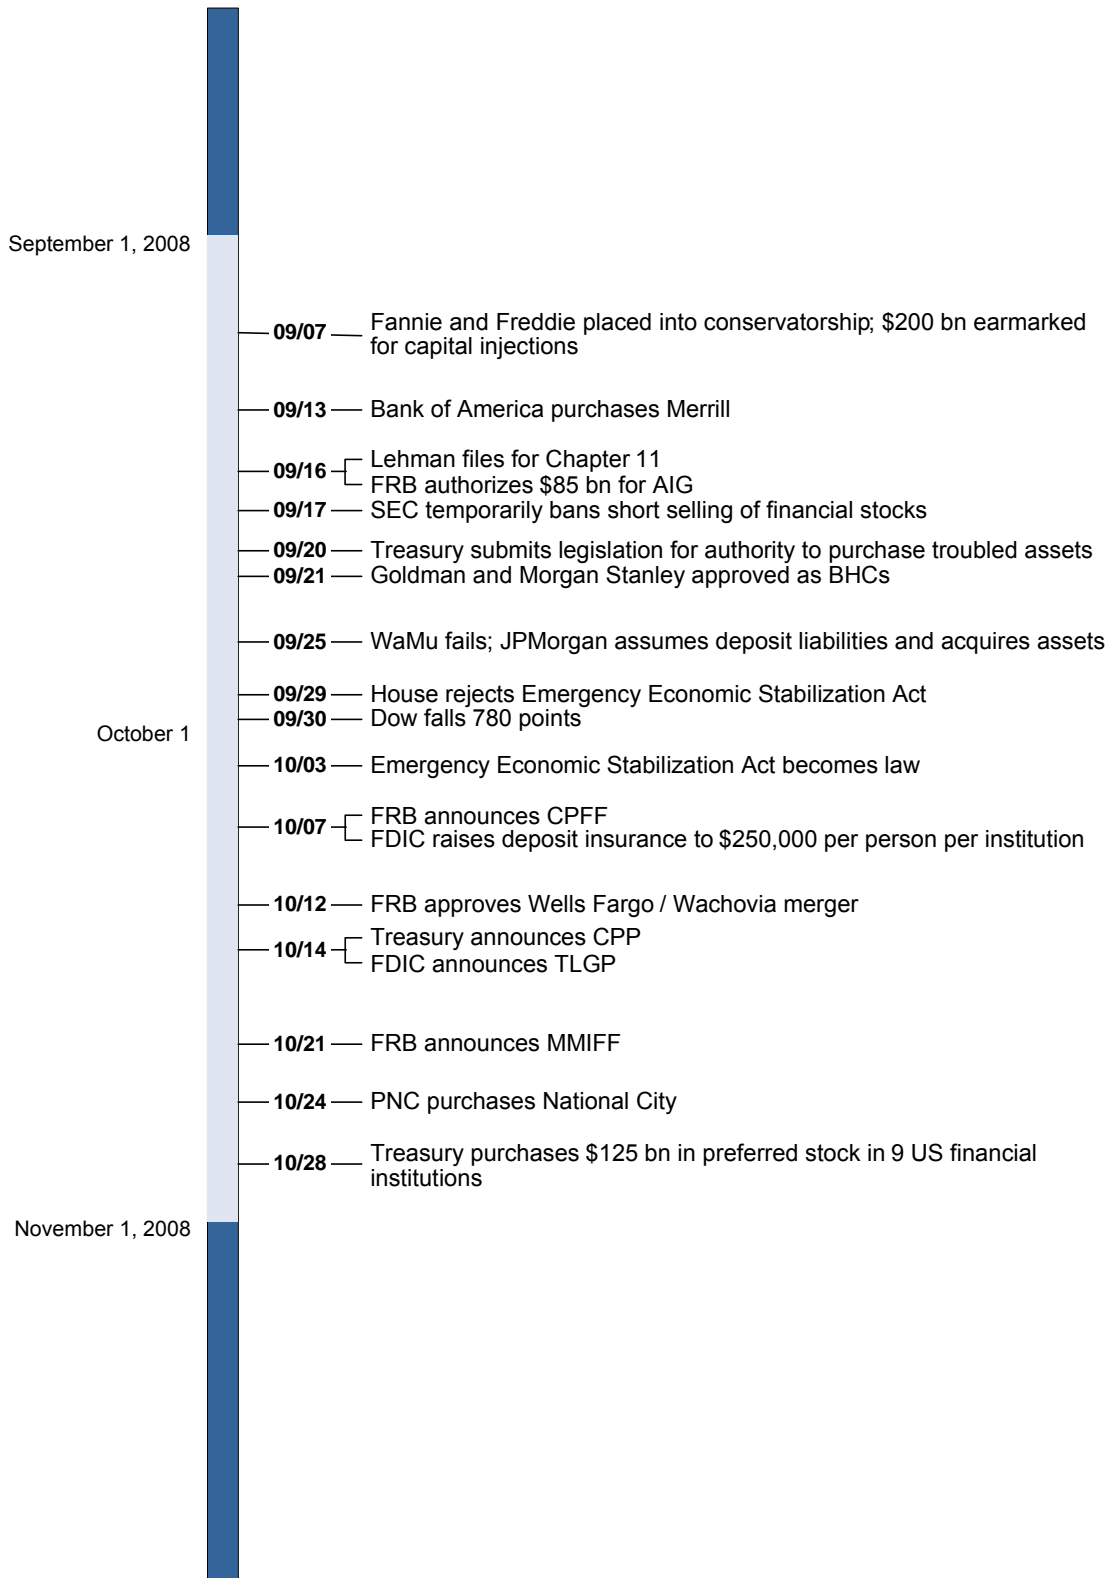 September 1, 2008
09/07 Fannie and Freddie placed into conservatorship; $200 bn earmarked
for capital injections
09/13 Bank of America purchases Merrill
09/16 Lehman files for Chapter 11
FRB authorizes $85 bn for AIG
09/17 SEC temporarily bans short selling of financial stocks
09/20 Treasury submits legislation for authority to purchase troubled assets
09/21 Goldman and Morgan Stanley approved as BHCs
09/25 WaMu fails; JPMorgan assumes deposit liabilities and acquires assets
09/29 House rejects Emergency Economic Stabilization Act
09/30 Dow falls 780 points
October 1
10/03 Emergency Economic Stabilization Act becomes law
10/07 FRB announces CPFF
FDIC raises deposit insurance to $250,000 per person per institution
10/12 FRB approves Wells Fargo / Wachovia merger
10/14 Treasury announces CPP
FDIC announces TLGP
10/21 FRB announces MMIFF
10/24 PNC purchases National City
10/28 Treasury purchases $125 bn in preferred stock in 9 US financial
institutions
November 1, 2008